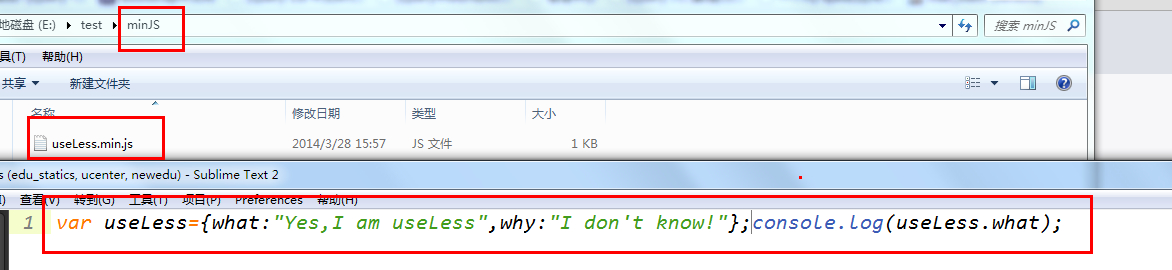 地磁盘 (E:) ▸ test ▸ minJS
搜索 minJS
具(T) 帮助(H)
共享 新建文件夹
名称 修改日期 类型 大小
useLess.min.js 2014/3/28 15:57 JS 文件 1 KB
s (edu_statics, ucenter, newedu) - Sublime Text 2
I) 查看(V) 转到(G) 工具(T) 项目(P) Preferences 帮助(H)
1 var useLess={what:"Yes,I am useLess",why:"I don't know!"};console.log(useLess.what);